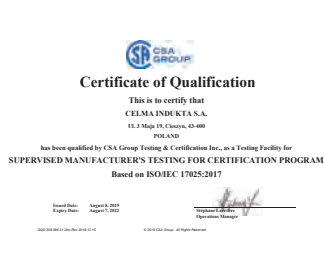 CSA
GROUP
Certificate of Qualification
This is to certify that
CELMA INDUKTA S.A.
Ul. 3 Maja 19, Cieszyn, 43-400
POLAND
has been qualified by CSA Group Testing & Certification Inc., as a Testing Facility for
SUPERVISED MANUFACTURER'S TESTING FOR CERTIFICATION PROGRAM
Based on ISO/IEC 17025:2017
Issued Date: August 8, 2019
Expiry Date: August 7, 2022
Operations Manager
© 2018 CSA Group. All Rights Reserved.